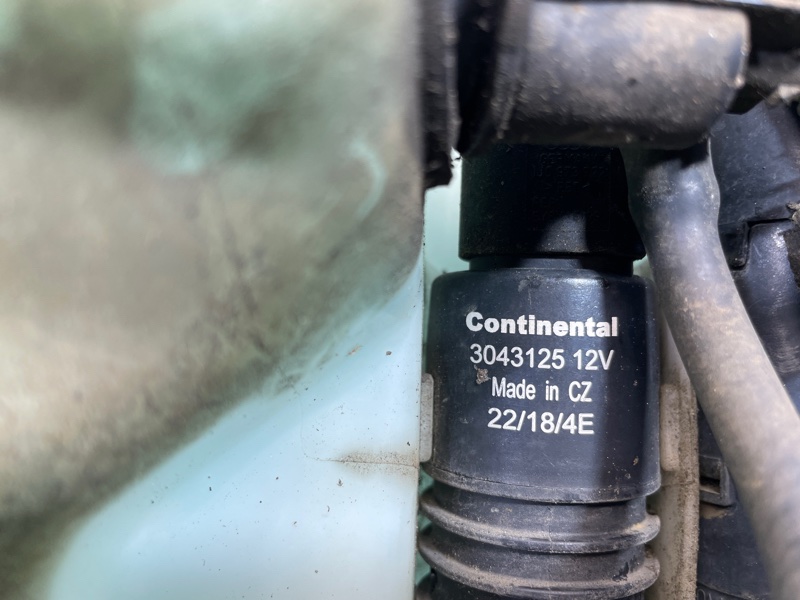 Continental
3043125 12V
Made in CZ
22/18/4E